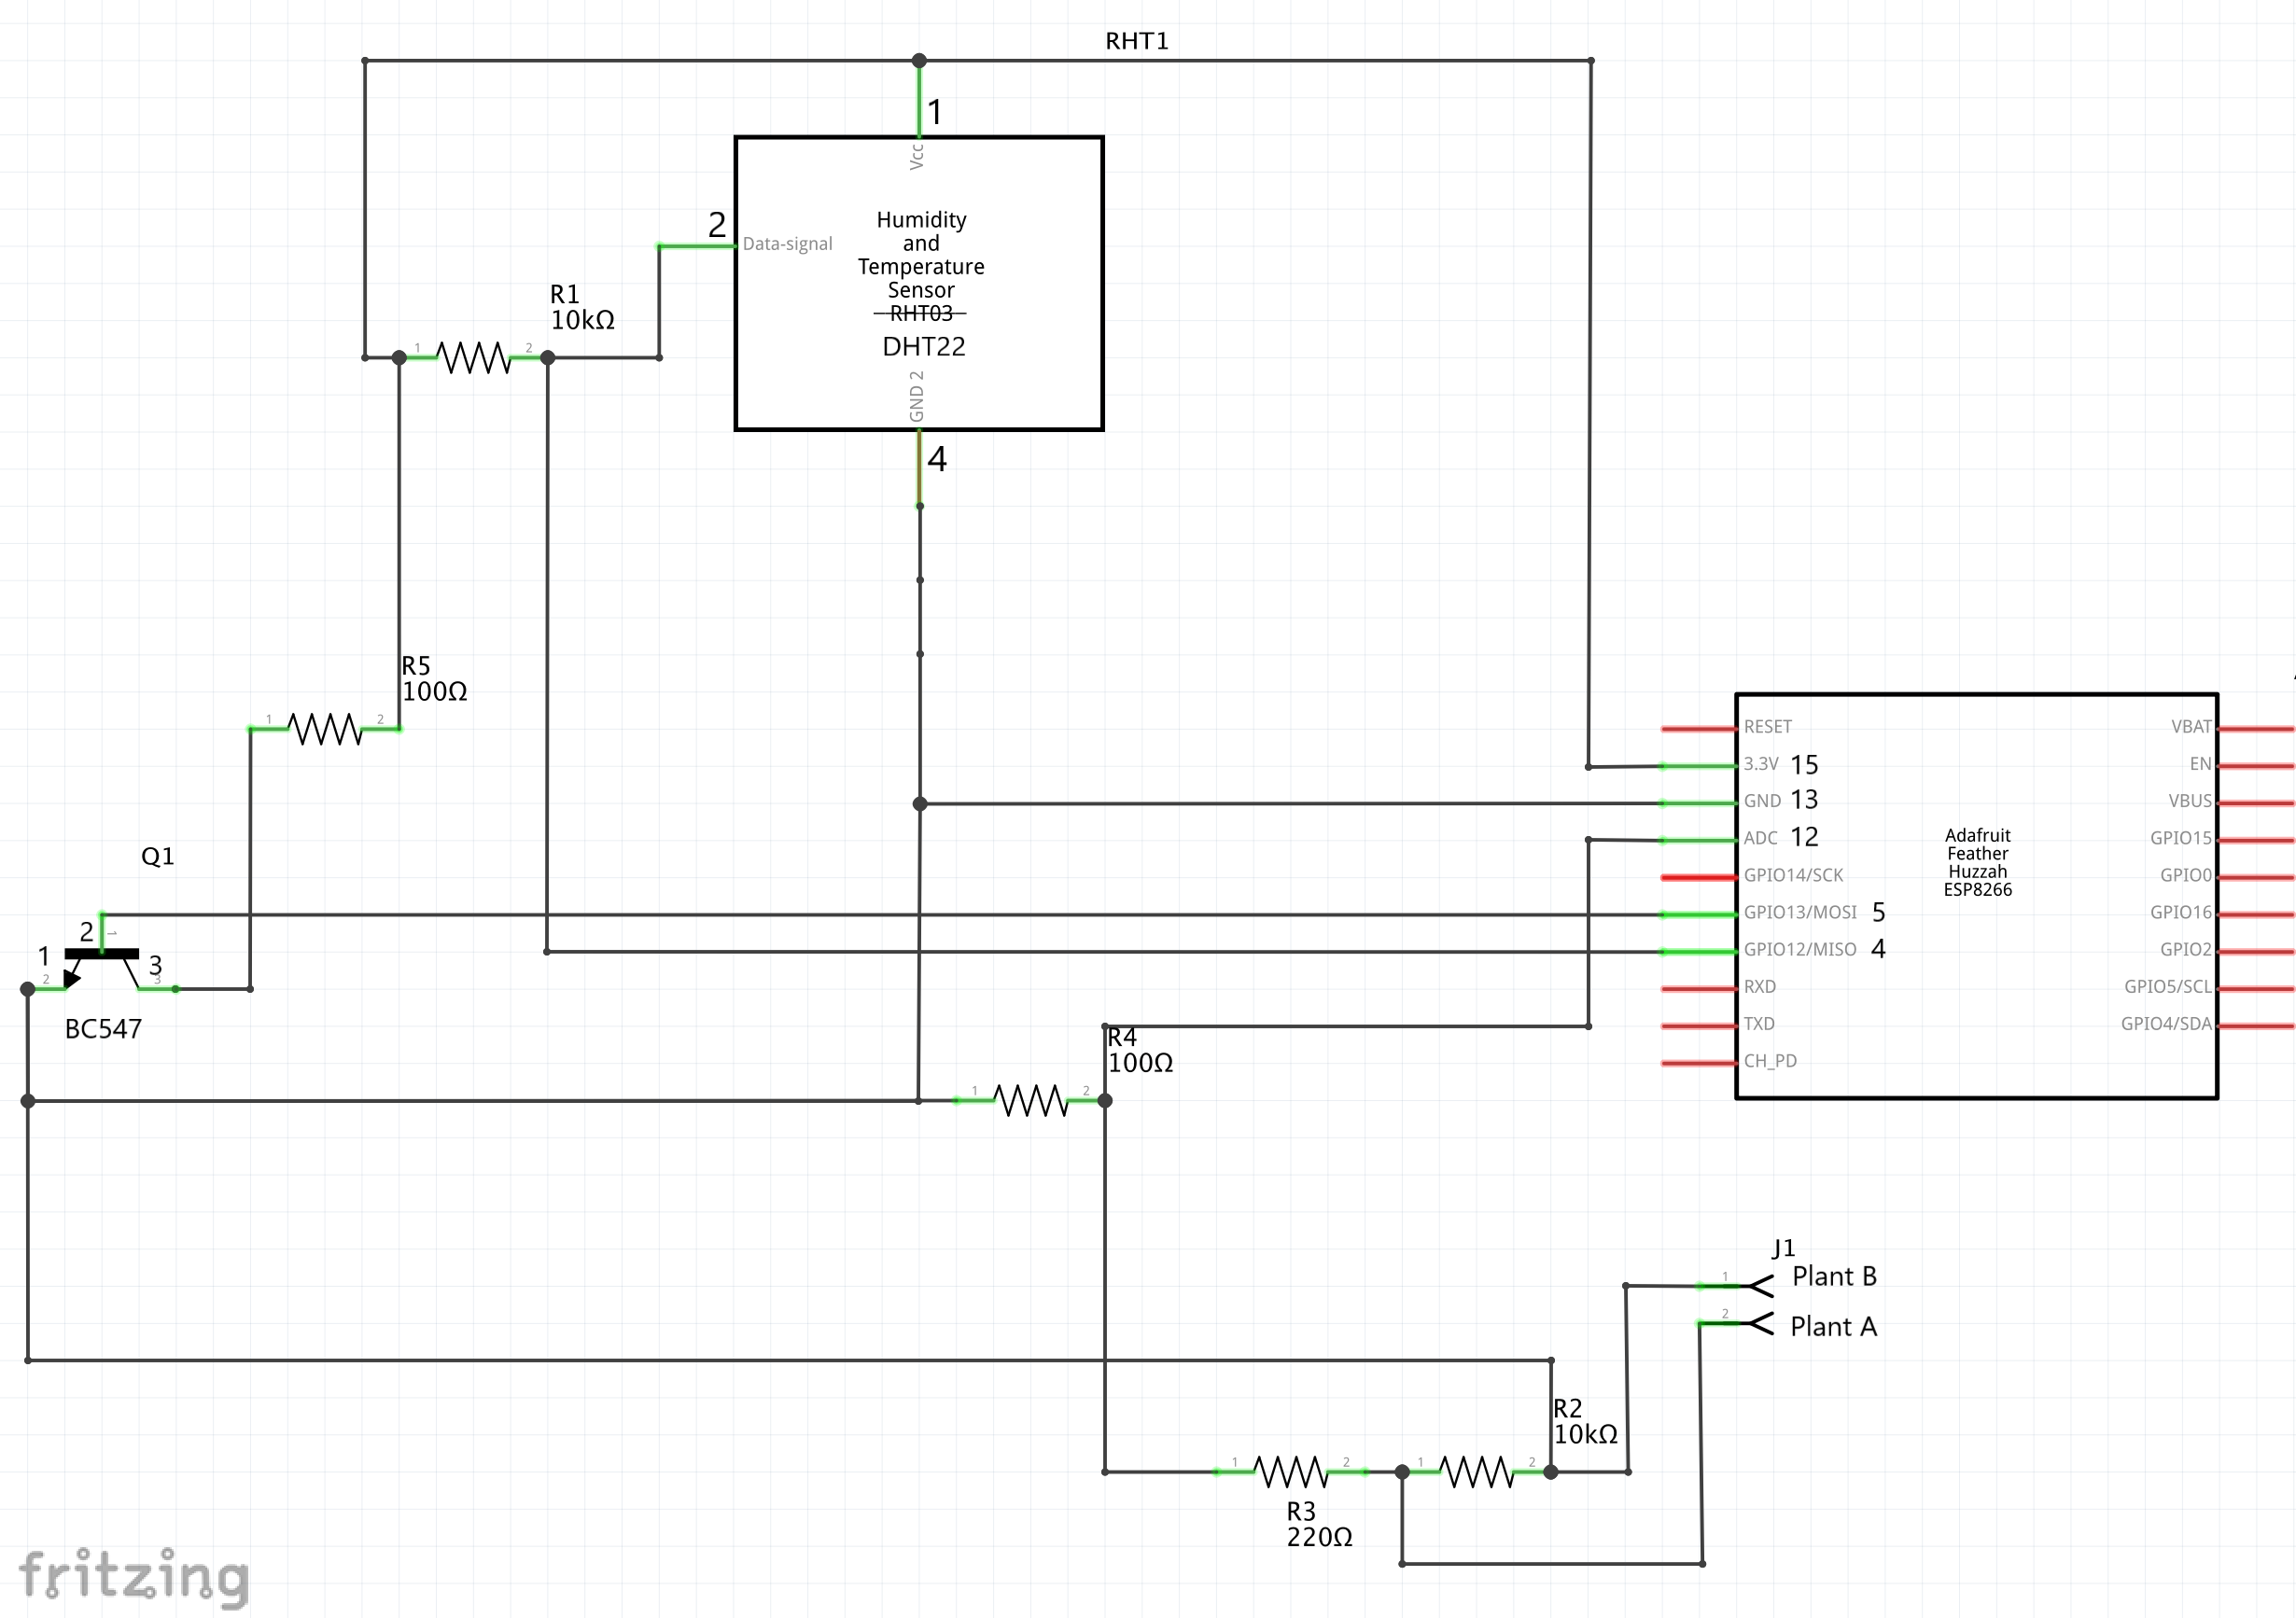 RHT1
1
Vcc
2
Data-signal
Humidity
and
Temperature
Sensor
RHT03
DHT22
GND 2
4
R1
10kΩ
1
2
R5
100Ω
1
2
Q1
2
1
1
2
3
3
BC547
R4
100Ω
1
2
RESET
3.3V 15
GND 13
ADC 12
GPIO14/SCK
GPIO13/MOSI 5
GPIO12/MISO 4
RXD
TXD
CH_PD
Adafruit
Feather
Huzzah
ESP8266
VBAT
EN
VBUS
GPIO15
GPIO0
GPIO16
GPIO2
GPIO5/SCL
GPIO4/SDA
J1
1
Plant B
2
Plant A
R2
10kΩ
1
2
1
2
R3
220Ω
fritzing